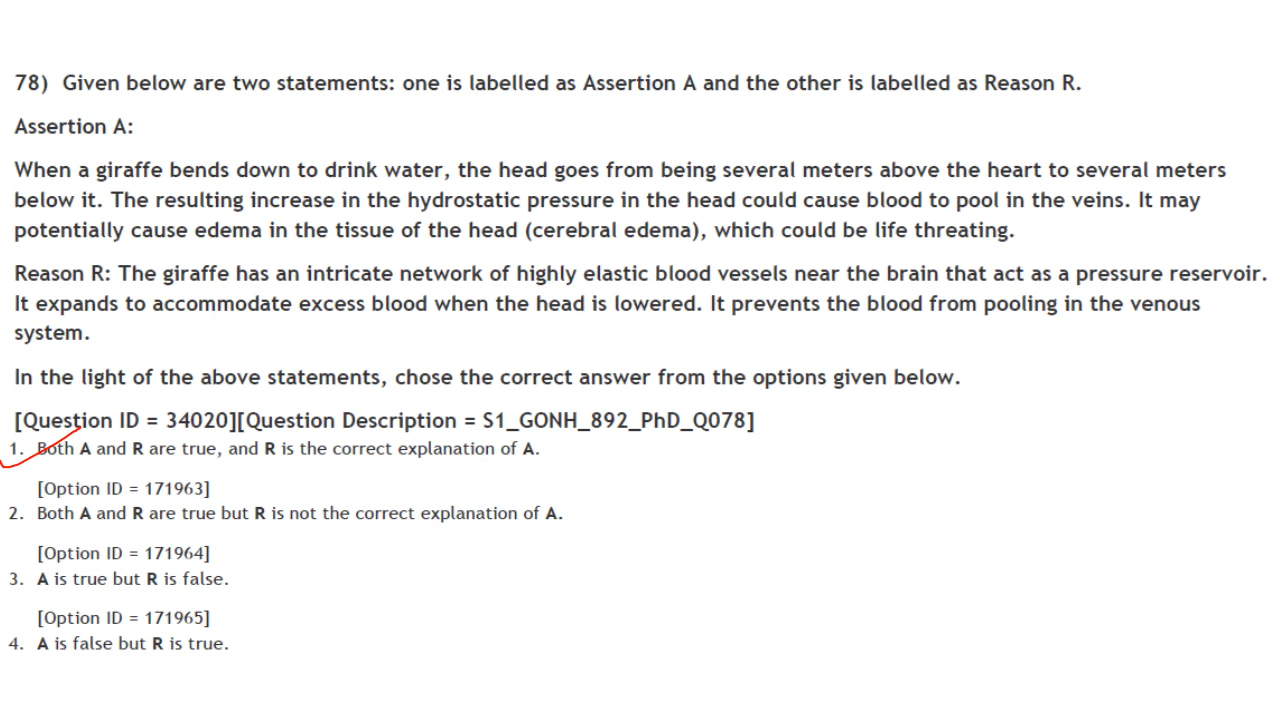 78) Given below are two statements: one is labelled as Assertion A and the other is labelled as Reason R.
Assertion A:
When a giraffe bends down to drink water, the head goes from being several meters above the heart to several meters
below it. The resulting increase in the hydrostatic pressure in the head could cause blood to pool in the veins. It may
potentially cause edema in the tissue of the head (cerebral edema), which could be life threating.
Reason R: The giraffe has an intricate network of highly elastic blood vessels near the brain that act as a pressure reservoir.
It expands to accommodate excess blood when the head is lowered. It prevents the blood from pooling in the venous
system.
In the light of the above statements, chose the correct answer from the options given below.
[Question ID = 34020][Question Description = S1_GONH_892_PhD_Q078]
1. Both A and R are true, and R is the correct explanation of A.
[Option ID = 171963]
2. Both A and R are true but R is not the correct explanation of A.
[Option ID = 171964]
3. A is true but R is false.
[Option ID = 171965]
4. A is false but R is true.